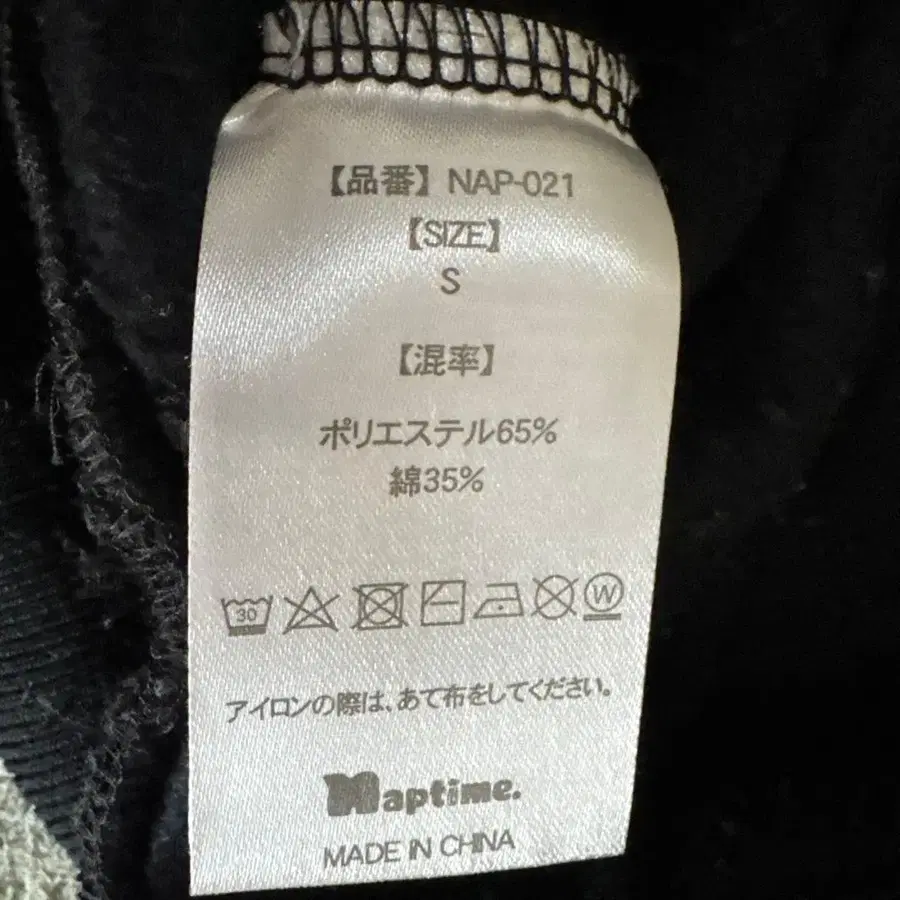 【品番】 NAP-021
【SIZE】
S
【混率】
ポリエステル65%
綿35%
30
W
アイロンの際は、あて布をしてください。
Naptime.
MADE IN CHINA